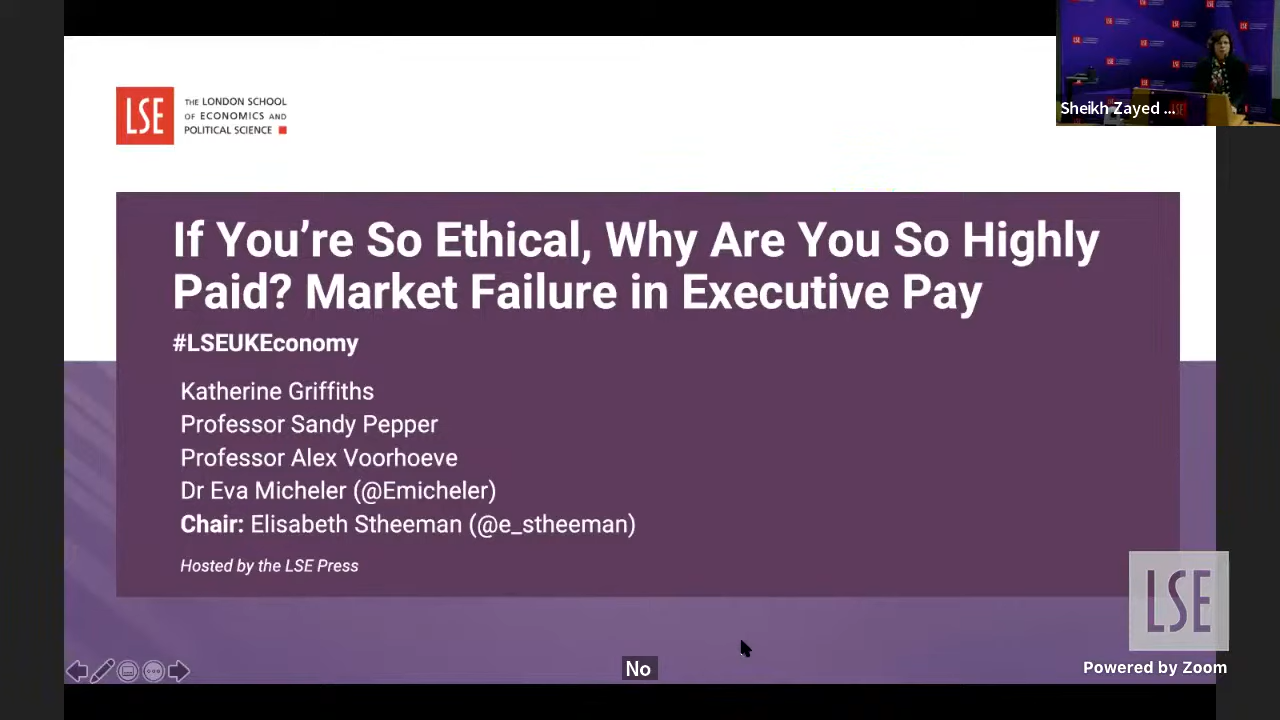 LSE
THE LONDON SCHOOL
OF ECONOMICS AND
POLITICAL SCIENCE
Sheikh Zayed ...
If You're So Ethical, Why Are You So Highly
Paid? Market Failure in Executive Pay
#LSEUKEconomy
Katherine Griffiths
Professor Sandy Pepper
Professor Alex Voorhoeve
Dr Eva Micheler (@Emicheler)
Chair: Elisabeth Stheeman (@e_stheeman)
Hosted by the LSE Press
LSE
No
Powered by Zoom